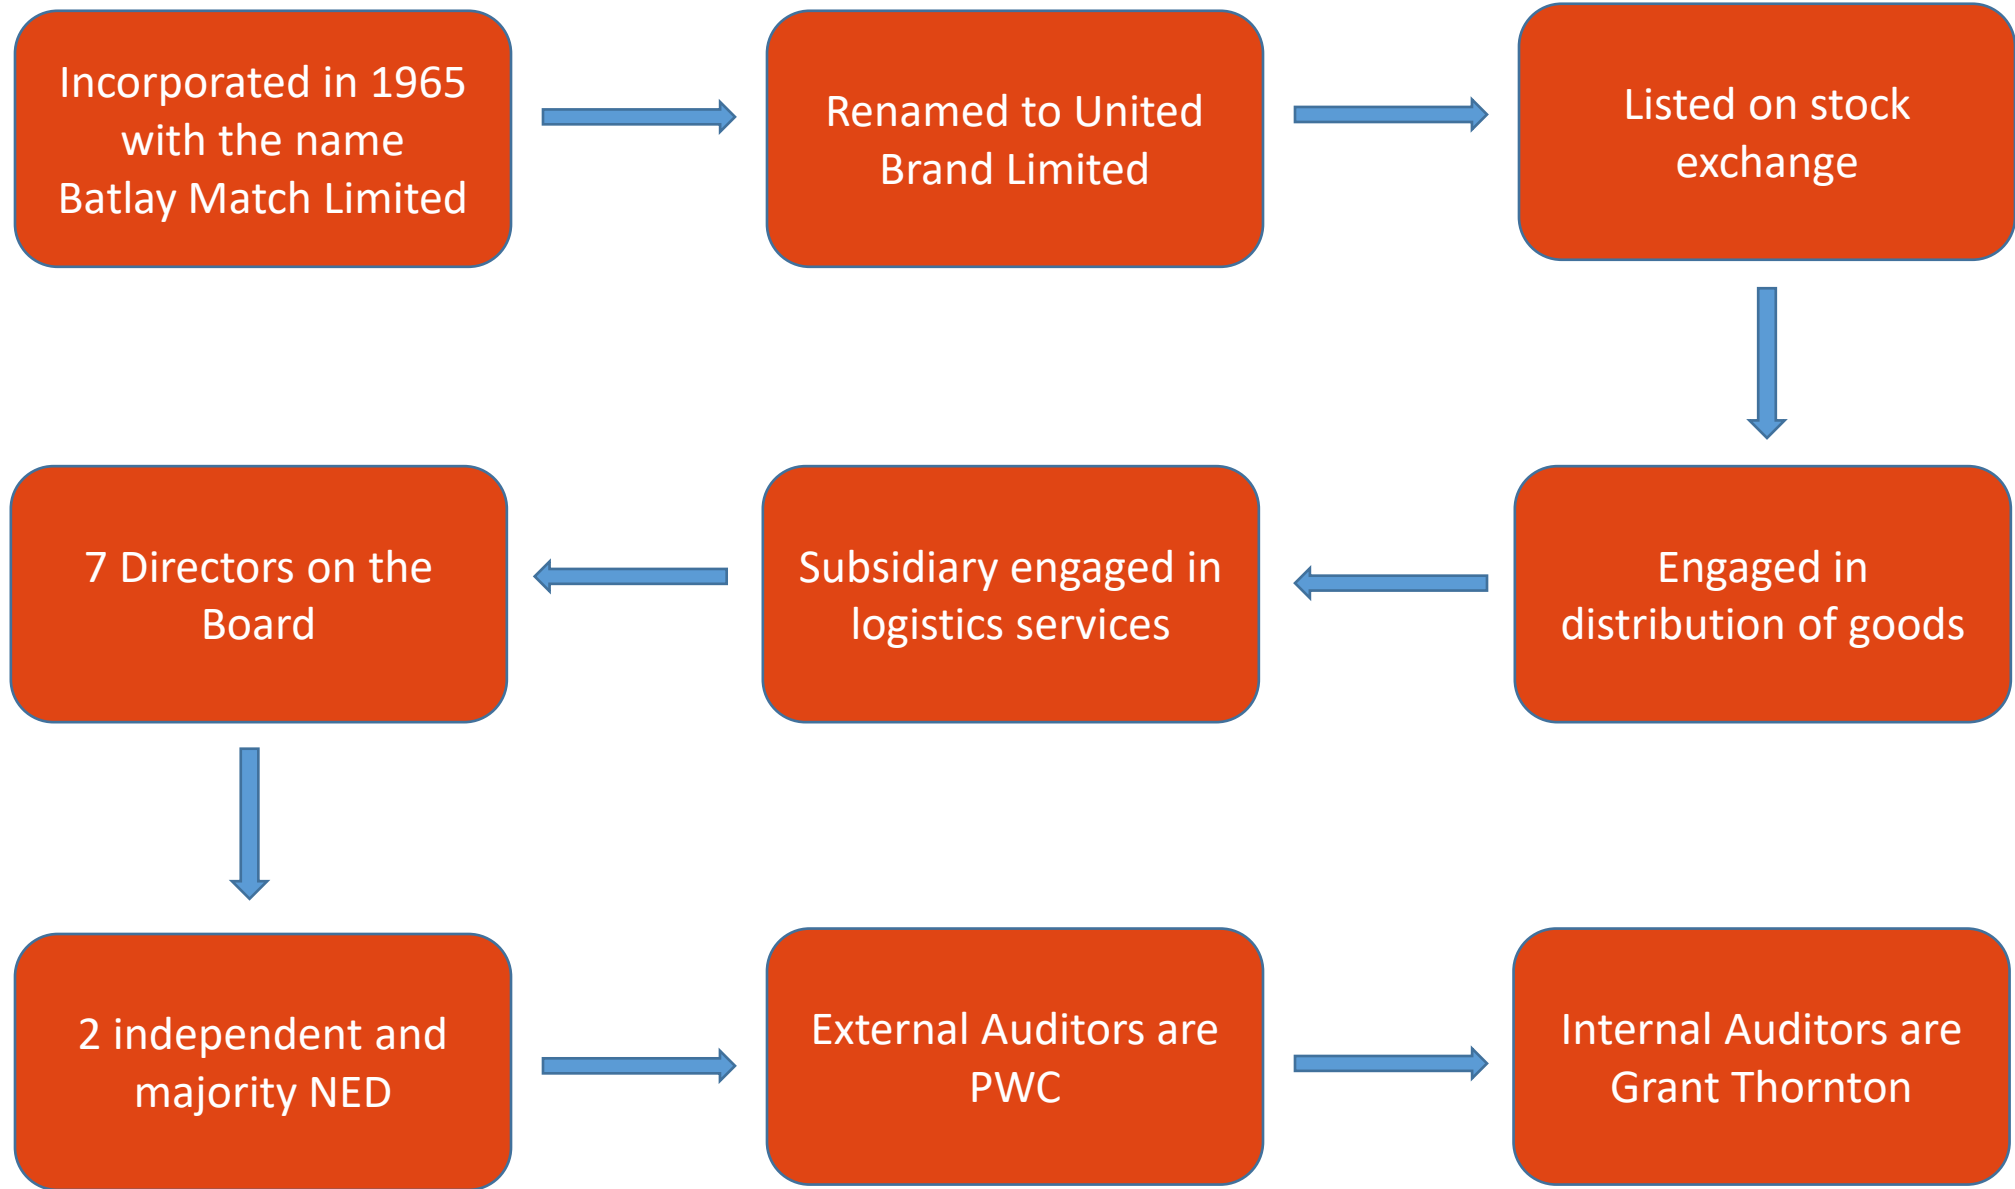 Incorporated in 1965
with the name
Batlay Match Limited
Renamed to United
Brand Limited
Listed on stock
exchange
Engaged in
distribution of goods
Subsidiary engaged in
logistics services
7 Directors on the
Board
2 independent and
majority NED
External Auditors are
PWC
Internal Auditors are
Grant Thornton